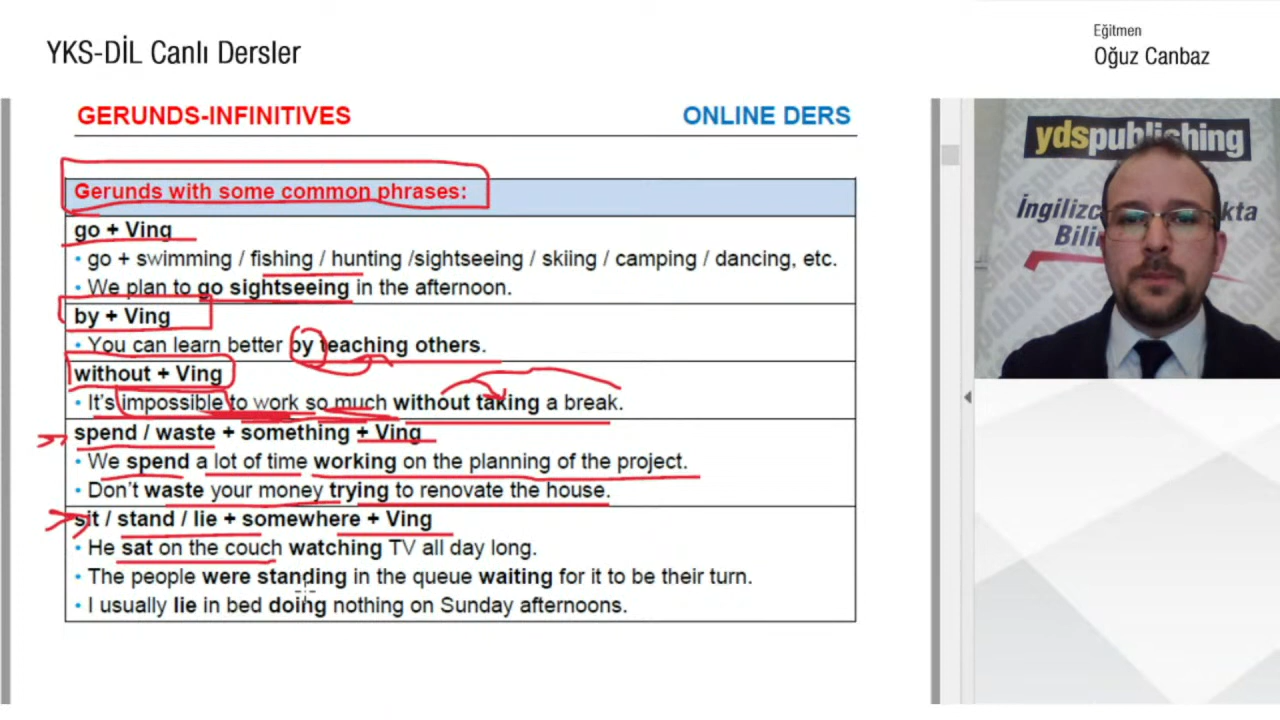 YKS-DİL Canlı Dersler
Eğitmen
Oğuz Canbaz
GERUNDS-INFINITIVES
ONLINE DERS
Gerunds with some common phrases:
go + Ving
• go + swimming / fishing / hunting /sightseeing / skiing / camping / dancing, etc.
• We plan to go sightseeing in the afternoon.
by + Ving
• You can learn better by teaching others.
without + Ving
• It's impossible to work so much without taking a break.
spend / waste + something + Ving
• We spend a lot of time working on the planning of the project.
• Don't waste your money trying to renovate the house.
sit / stand / lie + somewhere + Ving
• He sat on the couch watching TV all day long.
• The people were standing in the queue waiting for it to be their turn.
• I usually lie in bed doing nothing on Sunday afternoons.
ydspublishing